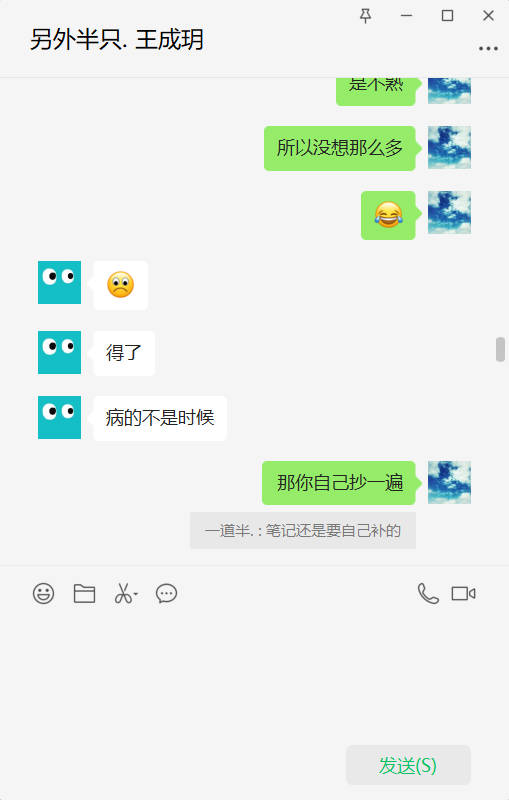 另外半只. 王成玥
是不熟
所以没想那么多
得了
病的不是时候
那你自己抄一遍
一道半. : 笔记还是要自己补的
发送(S)